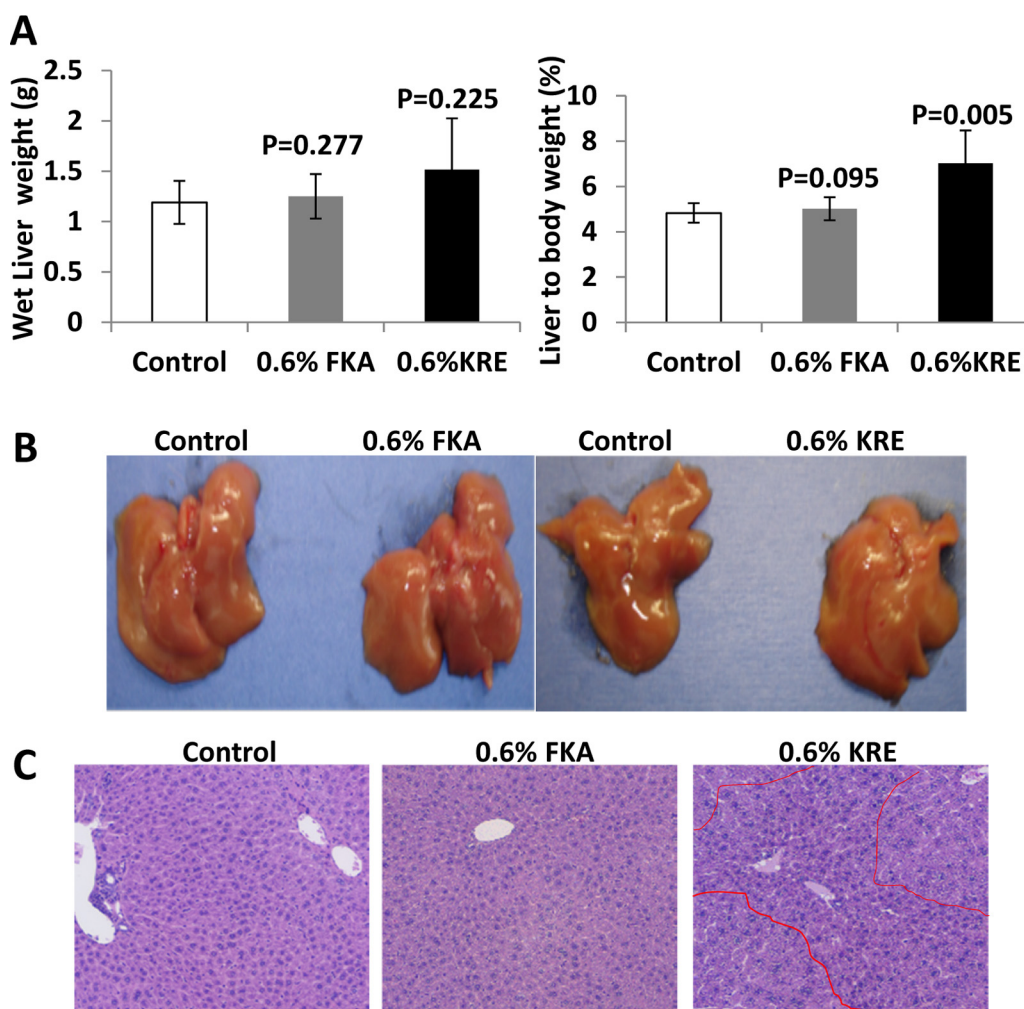 A
Wet Liver weight (g)
2.5
2
1.5
1
0.5
0
P=0.277
P=0.225
Control 0.6% FKA 0.6%KRE
Liver to body weight (%)
10
8
6
4
2
0
P=0.095
P=0.005
Control 0.6% FKA 0.6%KRE
B
Control 0.6% FKA Control 0.6% KRE
C
Control 0.6% FKA 0.6% KRE